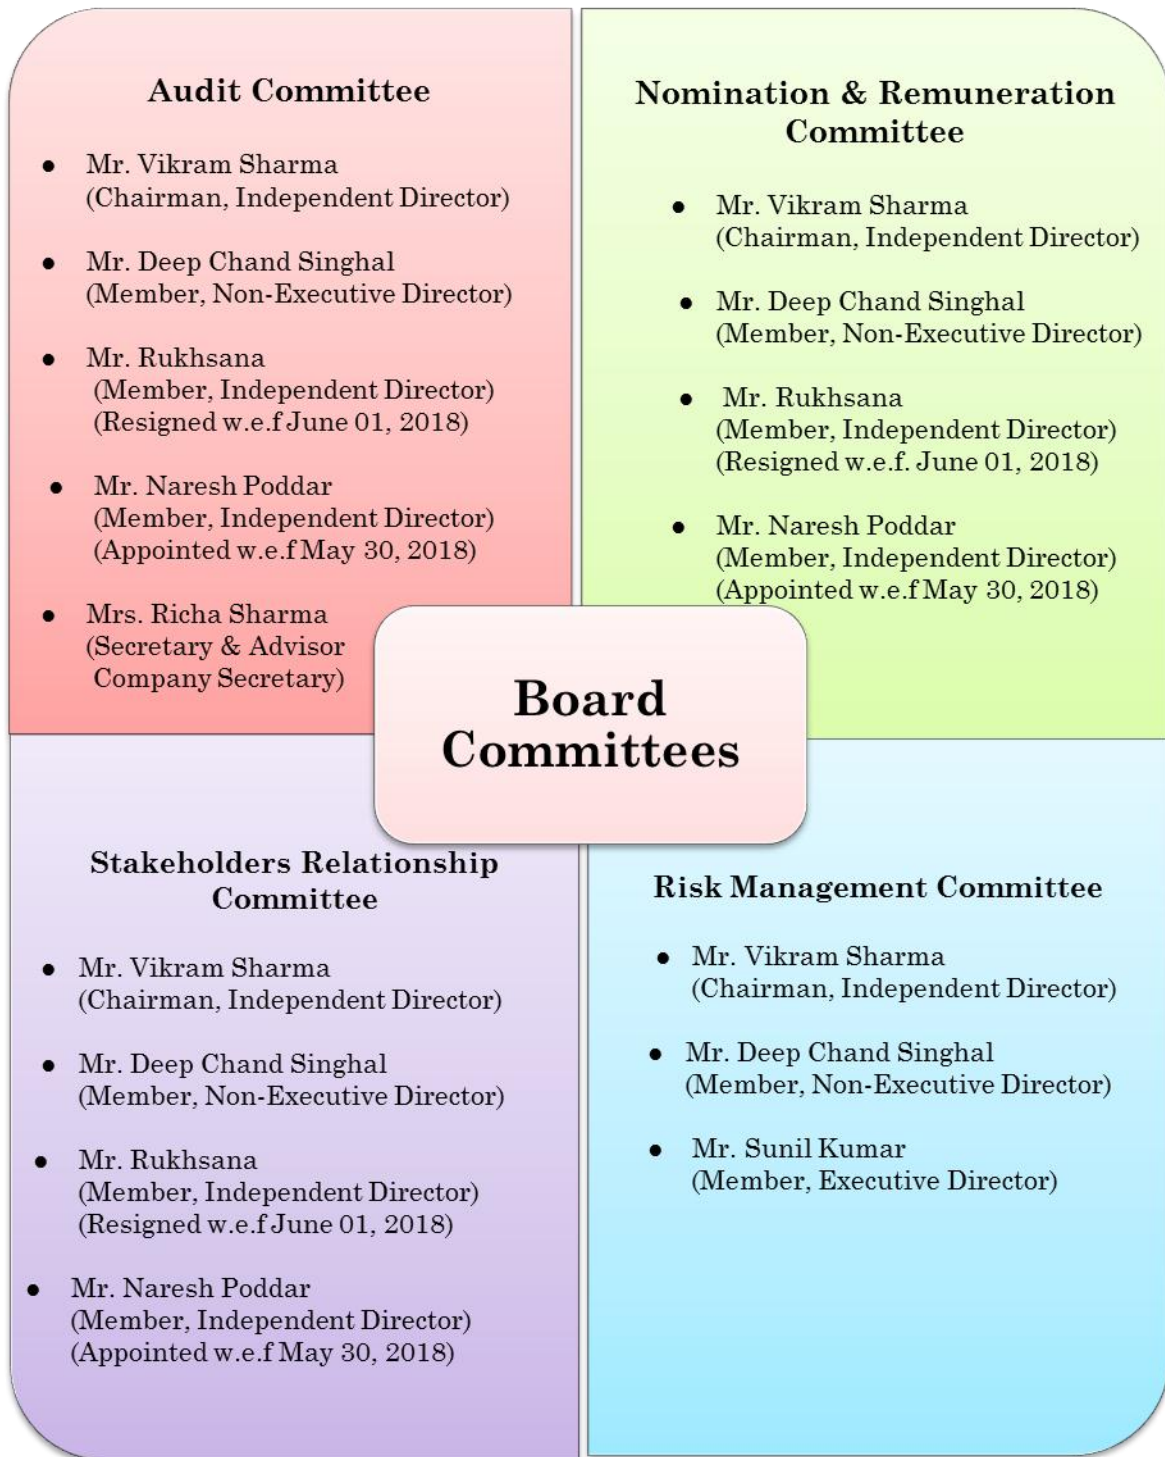 Audit Committee
● Mr. Vikram Sharma
(Chairman, Independent Director)
● Mr. Deep Chand Singhal
(Member, Non-Executive Director)
● Mr. Rukhsana
(Member, Independent Director)
(Resigned w.e.f June 01, 2018)
● Mr. Naresh Poddar
(Member, Independent Director)
(Appointed w.e.f May 30, 2018)
● Mrs. Richa Sharma
(Secretary & Advisor
Company Secretary)
Nomination & Remuneration
Committee
● Mr. Vikram Sharma
(Chairman, Independent Director)
● Mr. Deep Chand Singhal
(Member, Non-Executive Director)
● Mr. Rukhsana
(Member, Independent Director)
(Resigned w.e.f. June 01, 2018)
● Mr. Naresh Poddar
(Member, Independent Director)
(Appointed w.e.f May 30, 2018)
Board
Committees
Stakeholders Relationship
Committee
● Mr. Vikram Sharma
(Chairman, Independent Director)
● Mr. Deep Chand Singhal
(Member, Non-Executive Director)
● Mr. Rukhsana
(Member, Independent Director)
(Resigned w.e.f June 01, 2018)
● Mr. Naresh Poddar
(Member, Independent Director)
(Appointed w.e.f May 30, 2018)
Risk Management Committee
● Mr. Vikram Sharma
(Chairman, Independent Director)
● Mr. Deep Chand Singhal
(Member, Non-Executive Director)
● Mr. Sunil Kumar
(Member, Executive Director)